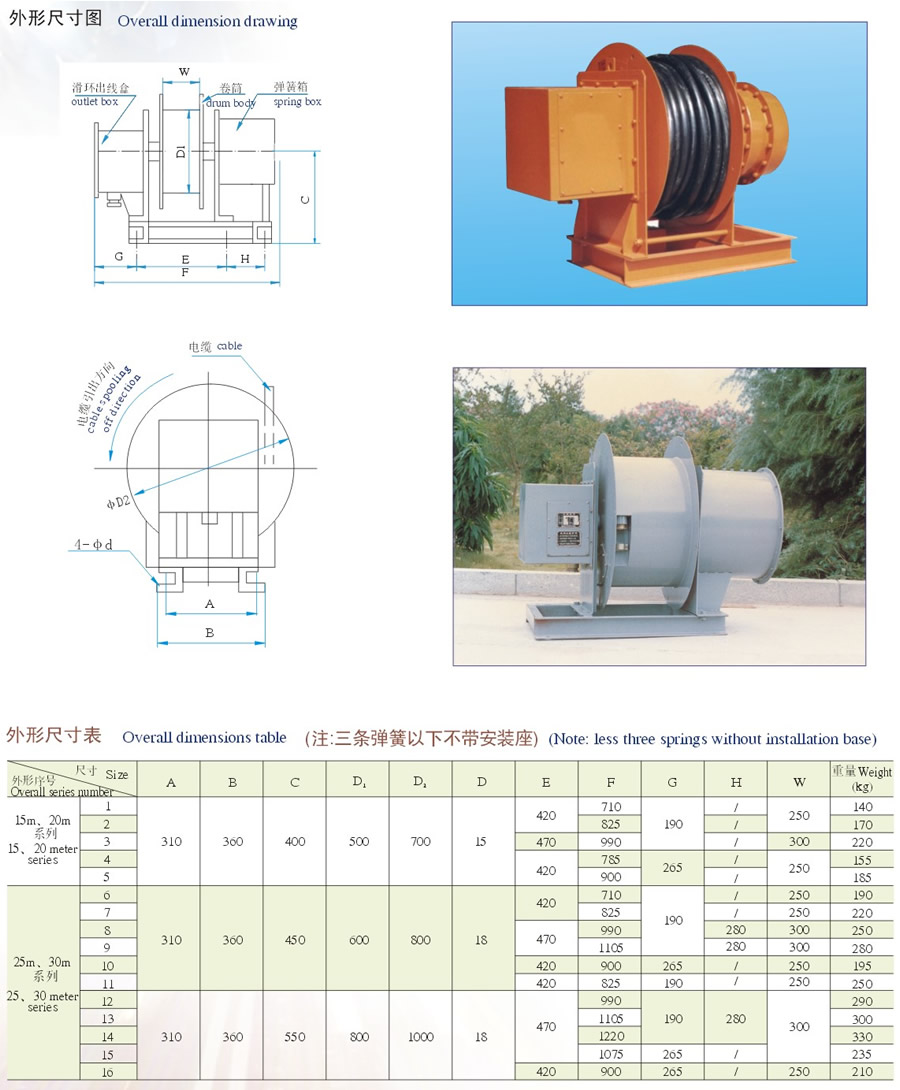 外形尺寸图 Overall dimension drawing
W
滑环出线盒 卷筒 弹簧箱
outlet box drum body spring box
D1
C
G E H
F
电缆 cable
电缆引出方向
cable spooling
off direction
φD2
4-φd
A
B
外形尺寸表 Overall dimensions table (注:三条弹簧以下不带安装座) (Note: less three springs without installation base)
尺寸 Size A B C D₁ D₂ D E F G H W 重量Weight
外形序号 (kg)
Overall series number
15m、20m
系列
15、20 meter
series
1 310 360 400 500 700 15 420 710 190 / 250 140
2 825 / 170
3 470 990 / 300 220
4 420 785 265 / 250 155
5 900 / 185
25m、30m
系列
25、30 meter
series
6 310 360 450 600 800 18 420 710 190 / 250 190
7 825 / 250 220
8 470 990 280 300 250
9 1105 280 300 280
10 420 900 265 / 250 195
11 420 825 190 / 250 250
12 310 360 550 800 1000 18 470 990 190 280 300 290
13 1105 300
14 1220 330
15 1075 265 / 235
16 420 900 265 / 250 210